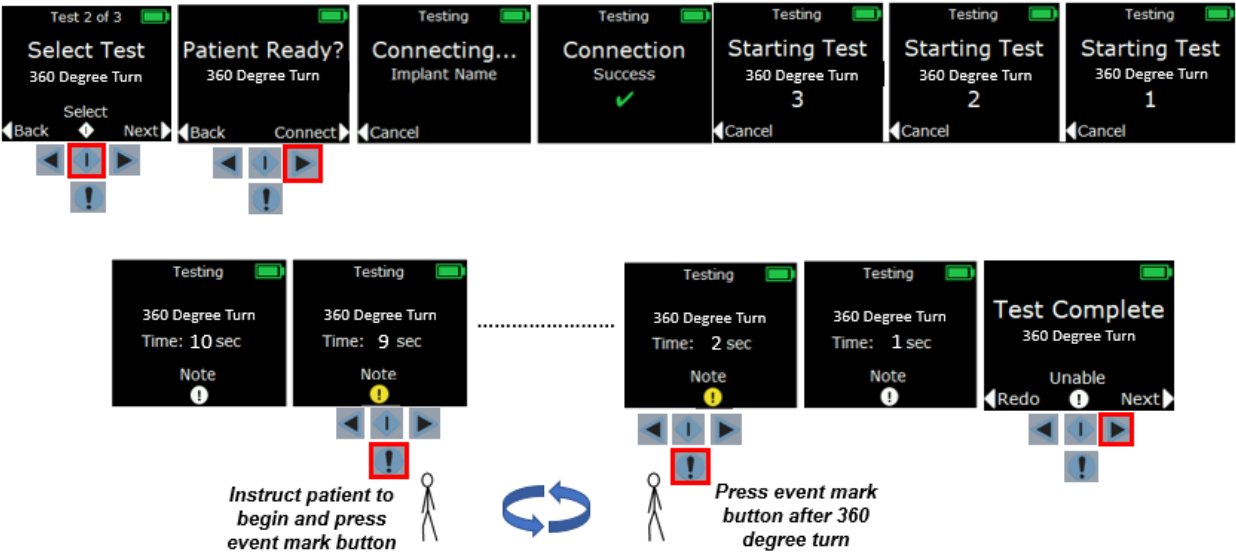 Test 2 of 3
Select Test
360 Degree Turn
Select
Back Next
Patient Ready?
360 Degree Turn
Back Connect
Testing
Connecting...
Implant Name
Cancel
Testing
Connection
Success
Testing
Starting Test
360 Degree Turn
3
Cancel
Testing
Starting Test
360 Degree Turn
2
Cancel
Testing
Starting Test
360 Degree Turn
1
Cancel
Testing
360 Degree Turn
Time: 10 sec
Note
!
Testing
360 Degree Turn
Time: 9 sec
Note
!
!
Instruct patient to
begin and press
event mark button
Testing
360 Degree Turn
Time: 2 sec
Note
!
!
Press event mark
button after 360
degree turn
Testing
360 Degree Turn
Time: 1 sec
Note
!
Test Complete
360 Degree Turn
Unable
Redo ! Next
!